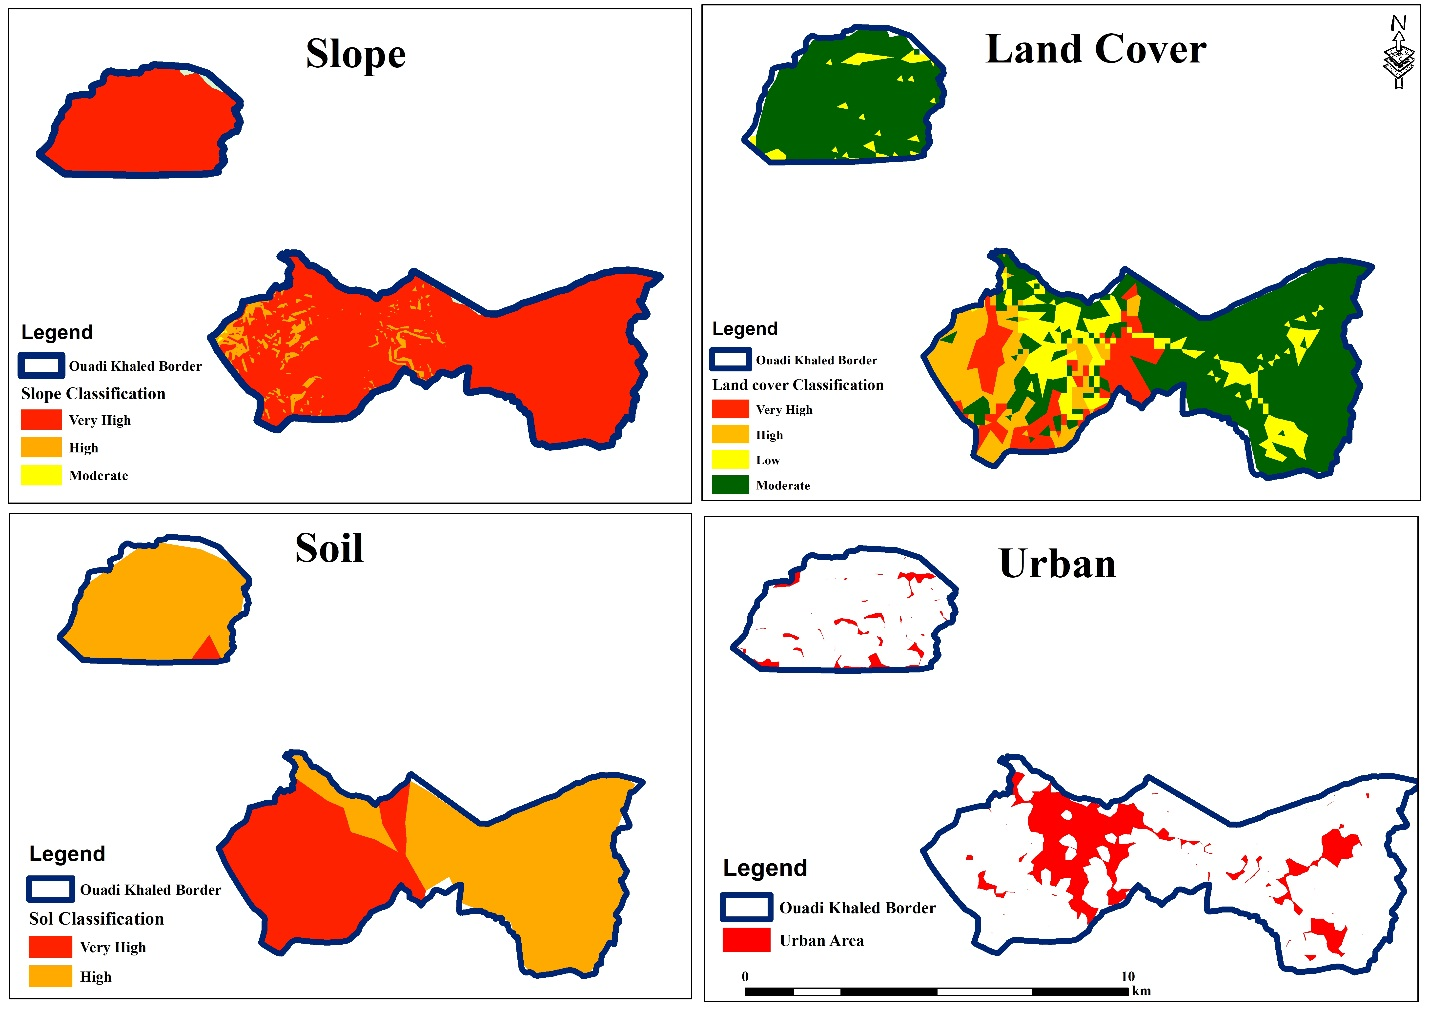 Slope
Legend
Ouadi Khaled Border
Slope Classification
Very High
High
Moderate
Land Cover
N
Legend
Ouadi Khaled Border
Land cover Classification
Very High
High
Low
Moderate
Soil
Legend
Ouadi Khaled Border
Sol Classification
Very High
High
Urban
Legend
Ouadi Khaled Border
Urban Area
0 10
km